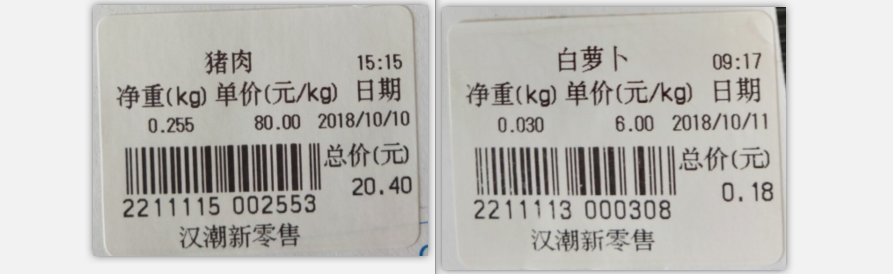 猪肉 15:15
净重(kg) 单价(元/kg) 日期
0.255 80.00 2018/10/10
总价(元)
20.40
2211115 002553
汉潮新零售
白萝卜 09:17
净重(kg) 单价(元/kg) 日期
0.030 6.00 2018/10/11
总价(元)
0.18
2211113 000308
汉潮新零售